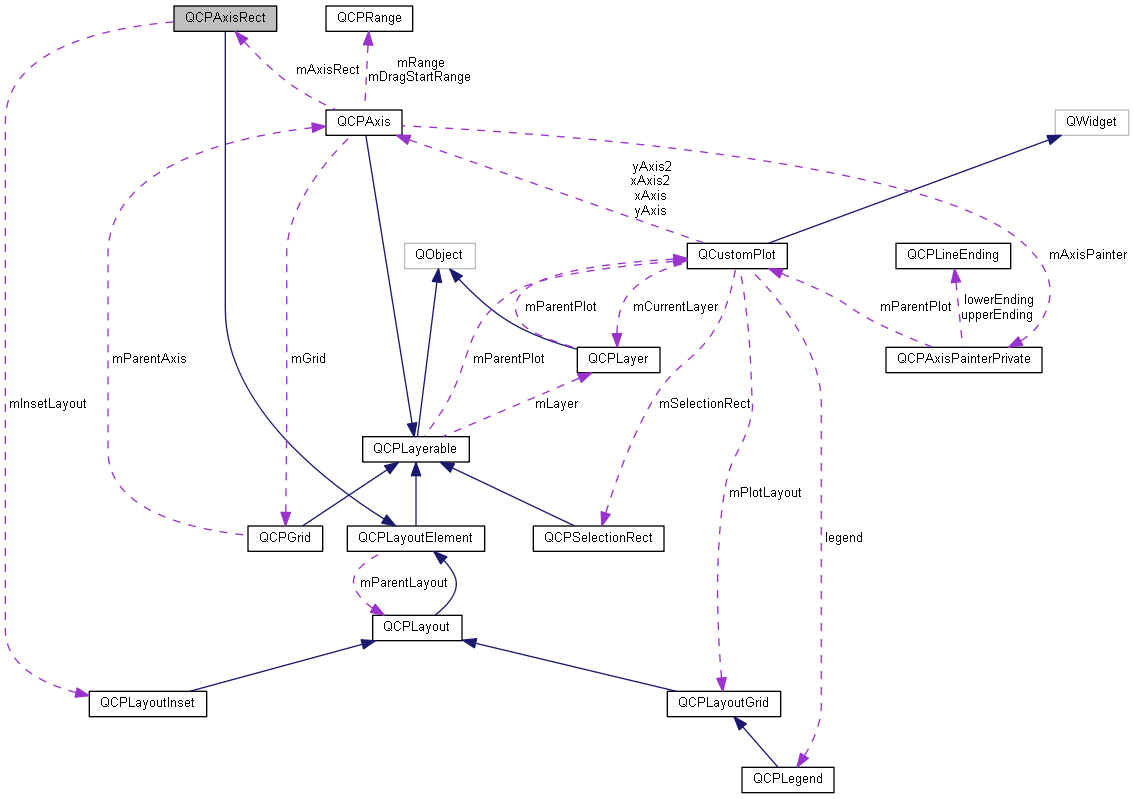 QCPAxisRect
QCPRange
mAxisRect
mRange
mDragStartRange
QCPAxis
QWidget
yAxis2
xAxis2
xAxis
yAxis
QObject
QCustomPlot
QCPLineEnding
mAxisPainter
mParentPlot
mCurrentLayer
mParentPlot
lowerEnding
upperEnding
mParentAxis
mGrid
mParentPlot
QCPLayer
QCPAxisPainterPrivate
mInsetLayout
mLayer
mSelectionRect
QCPLayerable
mPlotLayout
QCPGrid
QCPLayoutElement
QCPSelectionRect
legend
mParentLayout
QCPLayout
QCPLayoutInset
QCPLayoutGrid
QCPLegend